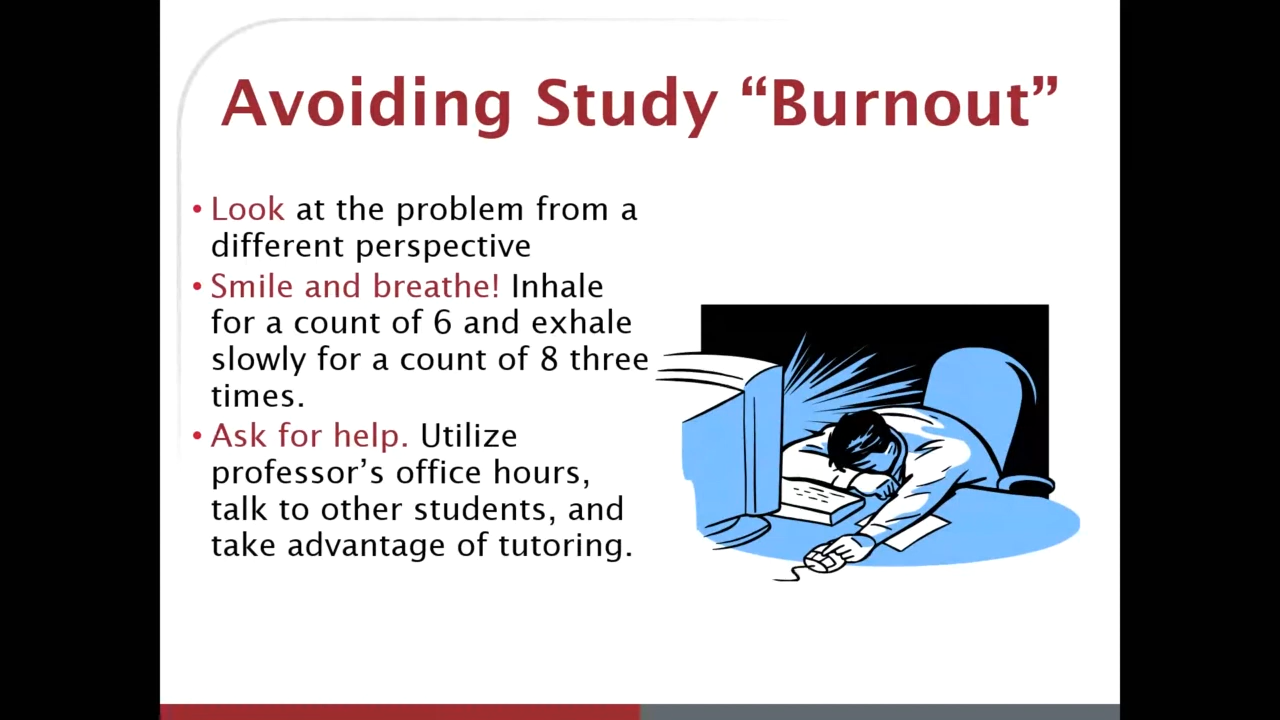 Avoiding Study “Burnout”
• Look at the problem from a
different perspective
• Smile and breathe! Inhale
for a count of 6 and exhale
slowly for a count of 8 three
times.
• Ask for help. Utilize
professor’s office hours,
talk to other students, and
take advantage of tutoring.